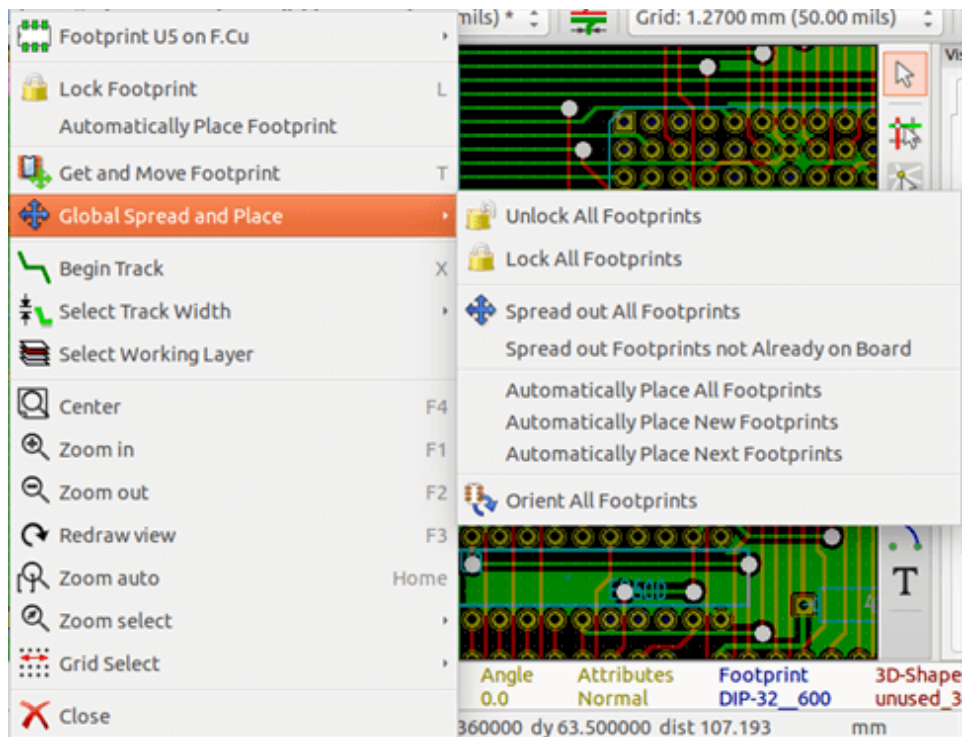 mils) * Grid: 1.2700 mm (50.00 mils)
Vis
Footprint U5 on F.Cu
Lock Footprint L
Automatically Place Footprint
Get and Move Footprint T
Global Spread and Place
Begin Track X
Select Track Width
Select Working Layer
Center F4
Zoom in F1
Zoom out F2
Redraw view F3
Zoom auto Home
Zoom select
Grid Select
Close
Unlock All Footprints
Lock All Footprints
Spread out All Footprints
Spread out Footprints not Already on Board
Automatically Place All Footprints
Automatically Place New Footprints
Automatically Place Next Footprints
Orient All Footprints
T
4
Angle Attributes Footprint 3D-Shape
0.0 Normal DIP-32__600 unused_3
360000 dy 63.500000 dist 107.193 mm